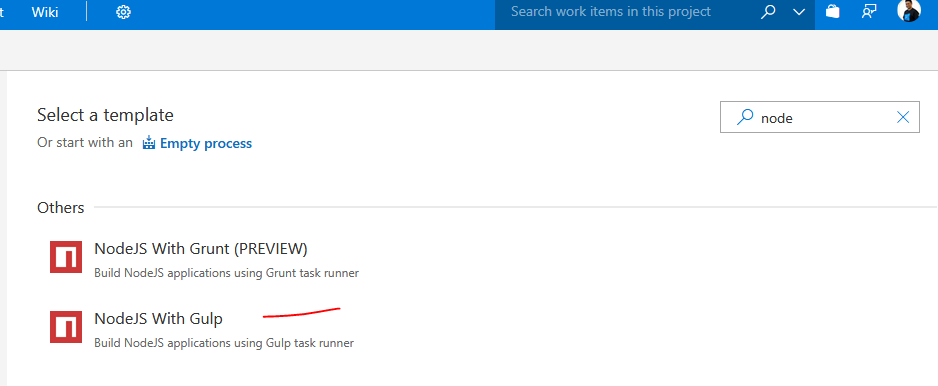 t Wiki Search work items in this project
Select a template
node
Or start with an Empty process
Others
NodeJS With Grunt (PREVIEW)
Build NodeJS applications using Grunt task runner
NodeJS With Gulp
Build NodeJS applications using Gulp task runner